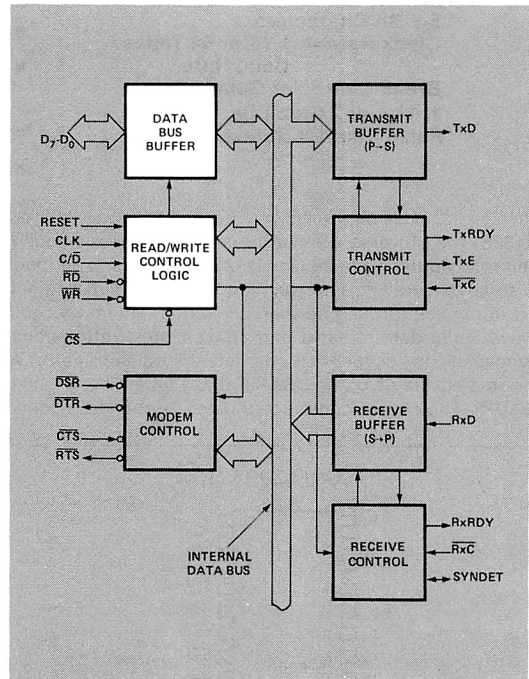 DATA
BUS
BUFFER
D7-D0
TRANSMIT
BUFFER
(P→S)
TxD
RESET
CLK
C/D̅
R̅D̅
W̅R̅
C̅S̅
READ/WRITE
CONTROL
LOGIC
TRANSMIT
CONTROL
TxRDY
TxE
T̅x̅C̅
D̅S̅R̅
D̅T̅R̅
C̅T̅S̅
R̅T̅S̅
MODEM
CONTROL
RECEIVE
BUFFER
(S→P)
RxD
INTERNAL
DATA BUS
RECEIVE
CONTROL
RxRDY
R̅x̅C̅
SYNDET